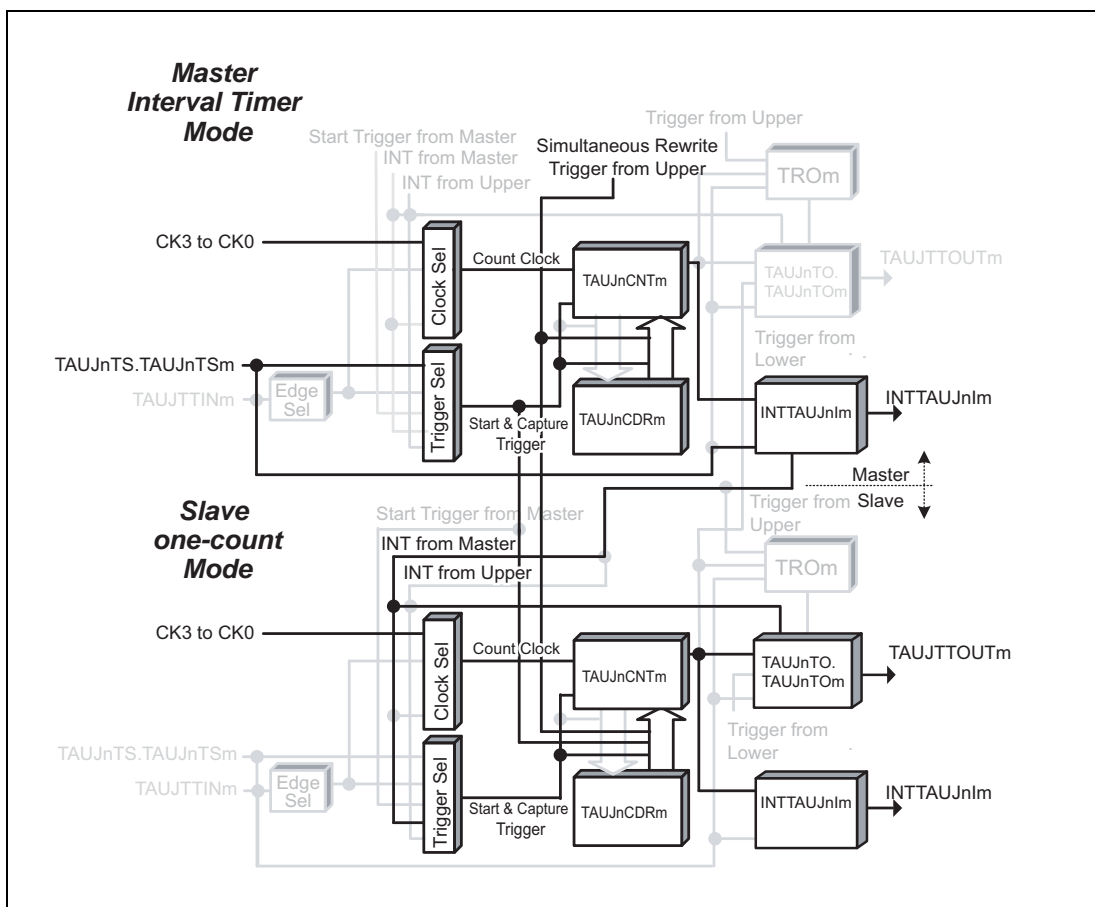 Master
Interval Timer
Mode
Start Trigger from Master
INT from Master
INT from Upper
Simultaneous Rewrite
Trigger from Upper
Trigger from Upper
TROm
CK3 to CK0
Clock Sel
Count Clock
TAUJnCNTm
TAUJnTO.
TAUJnTOm
TAUJTTOUTm
Trigger from
Lower
TAUJnTS.TAUJnTSm
TAUJTTINm
Edge
Sel
Trigger Sel
Start & Capture
Trigger
TAUJnCDRm
INTTAUJnIm
INTTAUJnIm
Master
Slave
Slave
one-count
Mode
Start Trigger from Master
INT from Master
INT from Upper
Trigger from
Upper
TROm
CK3 to CK0
Clock Sel
Count Clock
TAUJnCNTm
TAUJnTO.
TAUJnTOm
TAUJTTOUTm
Trigger from
Lower
TAUJnTS.TAUJnTSm
TAUJTTINm
Edge
Sel
Trigger Sel
Start & Capture
Trigger
TAUJnCDRm
INTTAUJnIm
INTTAUJnIm